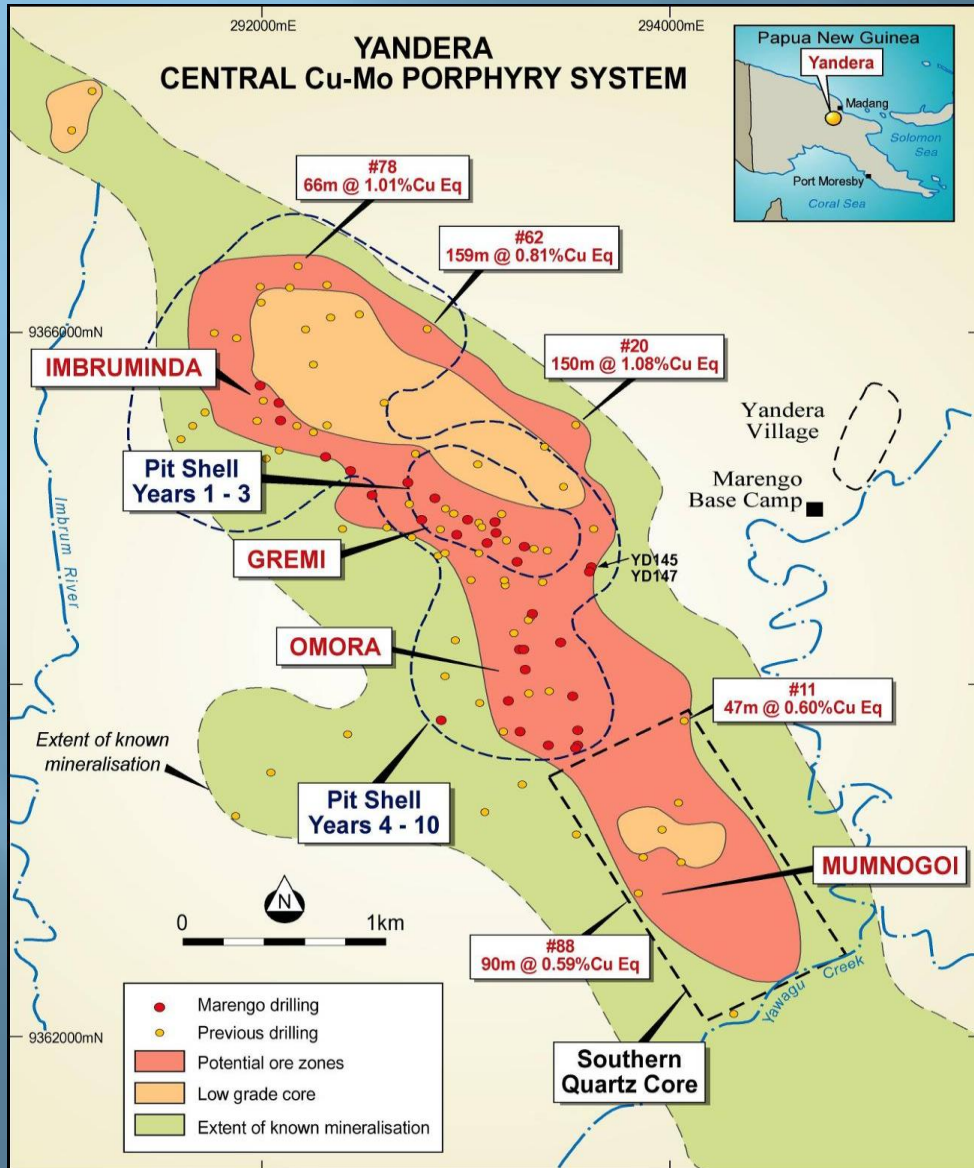 292000mE
294000mE
YANDERA
CENTRAL Cu-Mo PORPHYRY SYSTEM
Papua New Guinea
Yandera
Madang
Solomon
Sea
Port Moresby
Coral Sea
#78
66m @ 1.01%Cu Eq
#62
159m @ 0.81%Cu Eq
9366000mN
#20
150m @ 1.08%Cu Eq
IMBRUMINDA
Yandera
Village
Marengo
Base Camp
Pit Shell
Years 1 - 3
Imbrum River
GREMI
YD145
YD147
OMORA
#11
47m @ 0.60%Cu Eq
Extent of known
mineralisation
Pit Shell
Years 4 - 10
MUMNOGOI
N
0 1km
#88
90m @ 0.59%Cu Eq
Yawagu Creek
Southern
Quartz Core
9362000mN
Marengo drilling
Previous drilling
Potential ore zones
Low grade core
Extent of known mineralisation